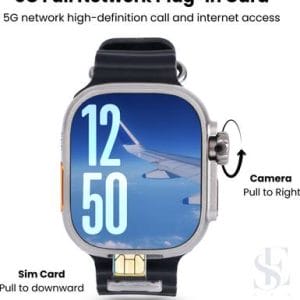 5G network high-definition call and internet access
12
50
Camera
Pull to Right
Sim Card
Pull to downward